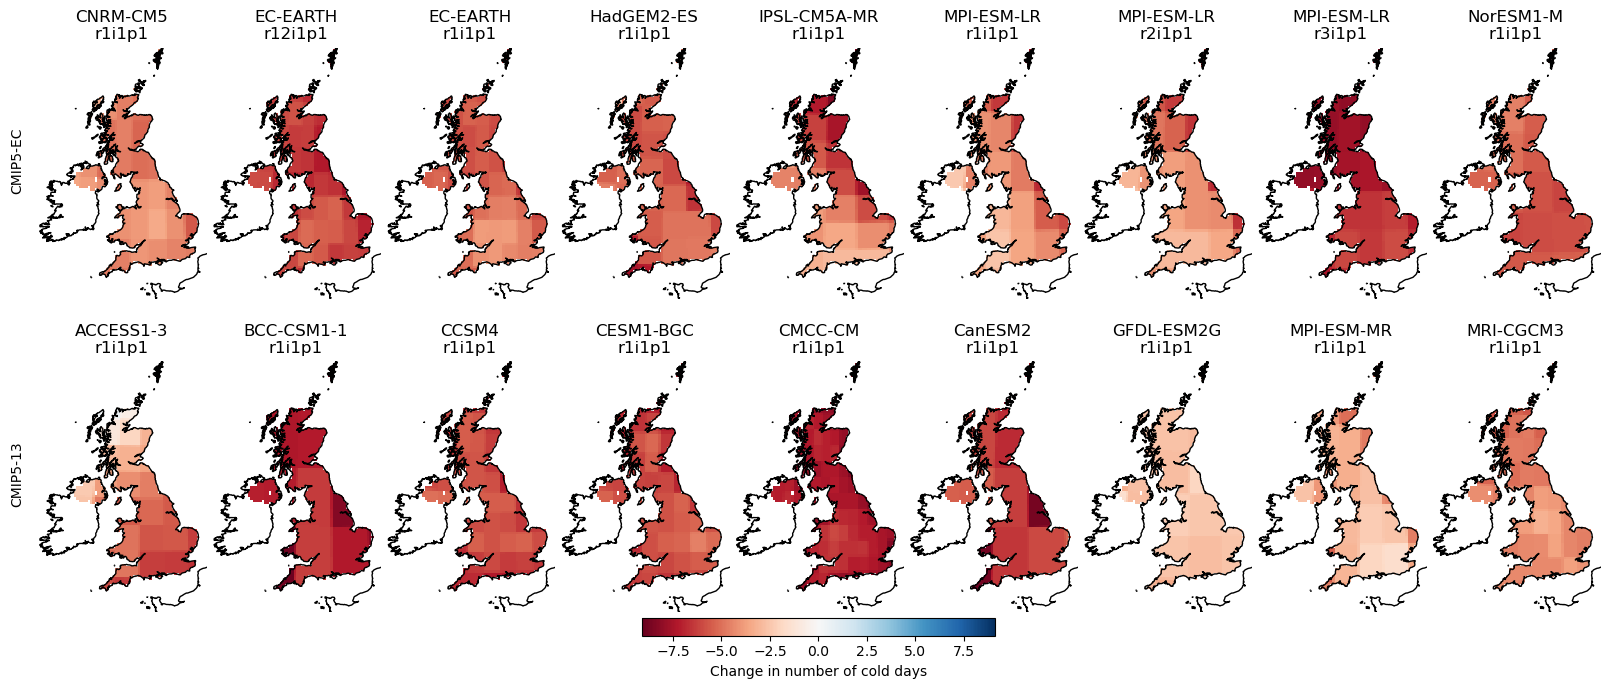 CNRM-CM5
r1i1p1
EC-EARTH
r12i1p1
EC-EARTH
r1i1p1
HadGEM2-ES
r1i1p1
IPSL-CM5A-MR
r1i1p1
MPI-ESM-LR
r1i1p1
MPI-ESM-LR
r2i1p1
MPI-ESM-LR
r3i1p1
NorESM1-M
r1i1p1
CMIP5-EC
ACCESS1-3
r1i1p1
BCC-CSM1-1
r1i1p1
CCSM4
r1i1p1
CESM1-BGC
r1i1p1
CMCC-CM
r1i1p1
CanESM2
r1i1p1
GFDL-ESM2G
r1i1p1
MPI-ESM-MR
r1i1p1
MRI-CGCM3
r1i1p1
CMIP5-13
−7.5 −5.0 −2.5 0.0 2.5 5.0 7.5
Change in number of cold days